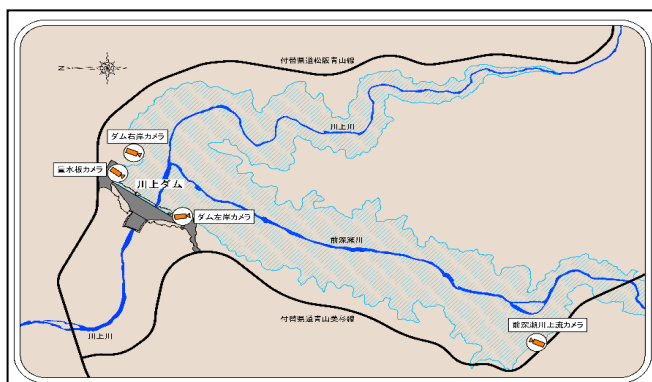 付替県道松阪青山線
N
川上川
ダム右岸カメラ
量水板カメラ
川上ダム
ダム左岸カメラ
前深瀬川
付替県道青山美杉線
前深瀬川上流カメラ
川上川